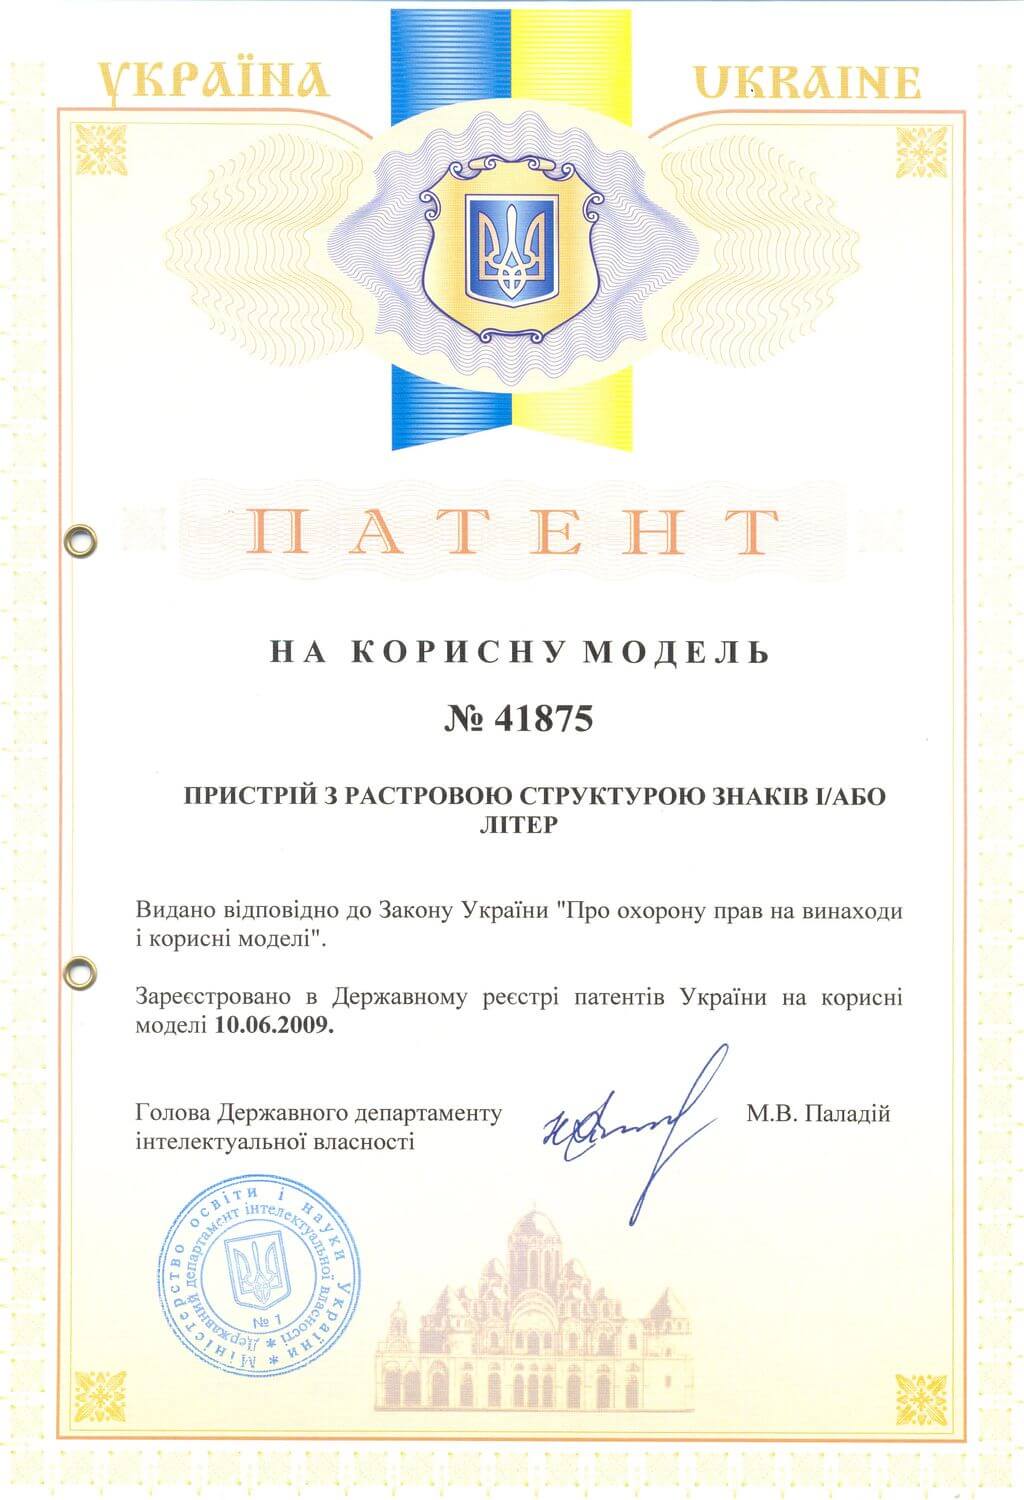 УКРАЇНА
UKRAINE
ПАТЕНТ
НА КОРИСНУ МОДЕЛЬ
№ 41875
ПРИСТРІЙ З РАСТРОВОЮ СТРУКТУРОЮ ЗНАКІВ І/АБО
ЛІТЕР
Видано відповідно до Закону України "Про охорону прав на винаходи
і корисні моделі".
Зареєстровано в Державному реєстрі патентів України на корисні
моделі 10.06.2009.
Голова Державного департаменту
інтелектуальної власності
М.В. Паладій
Міністерство освіти і науки України *
Державний департамент інтелектуальної власності *
№ 1